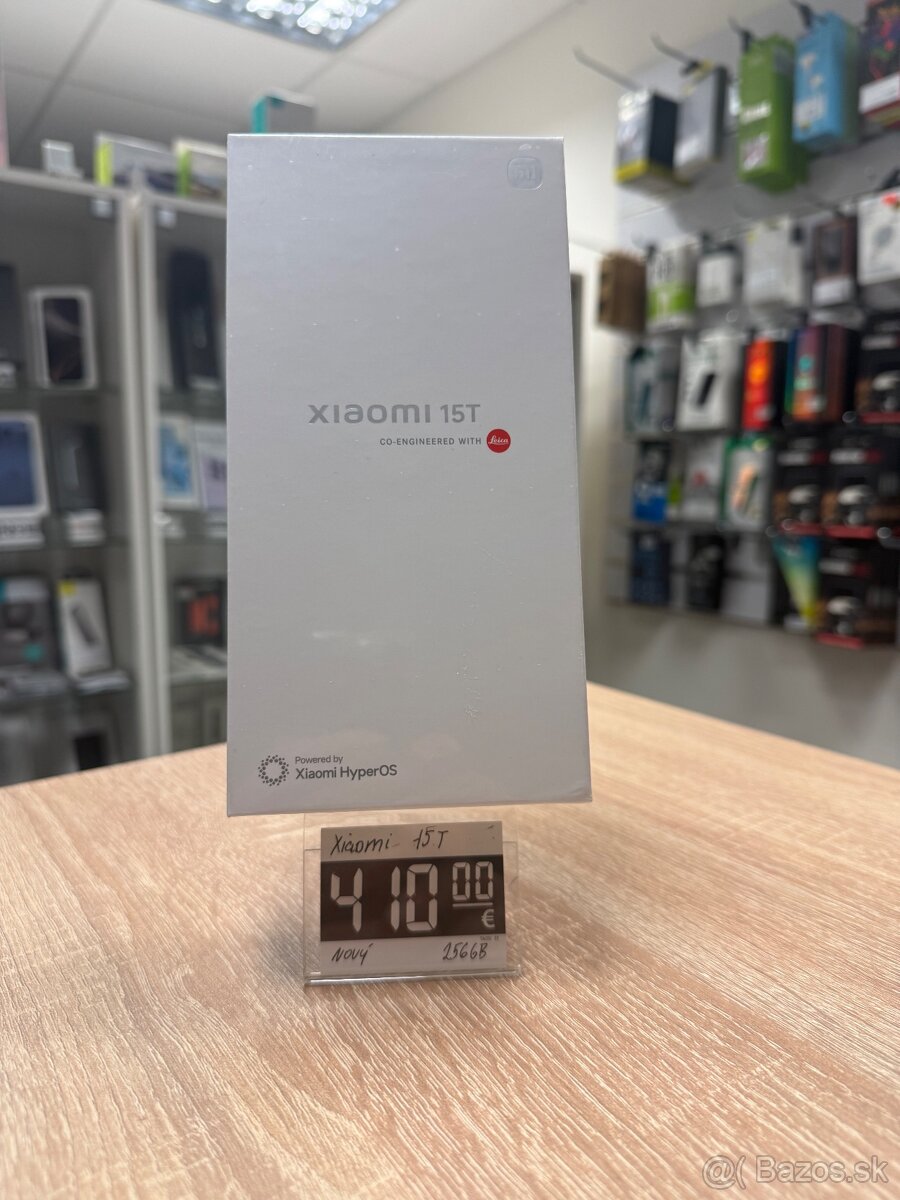 xiaomi 15T
CO-ENGINEERED WITH Leica
Powered by
Xiaomi HyperOS
Xiaomi 15T
410 00
€
NOVÝ 256GB
@( Bazos.sk